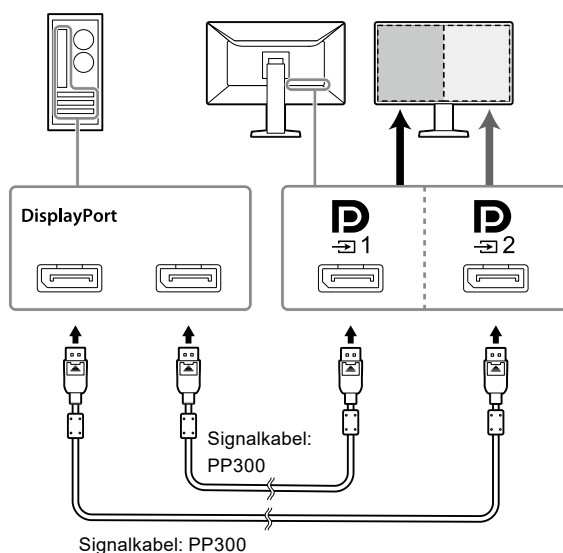 DisplayPort
1
2
Signalkabel:
PP300
Signalkabel: PP300